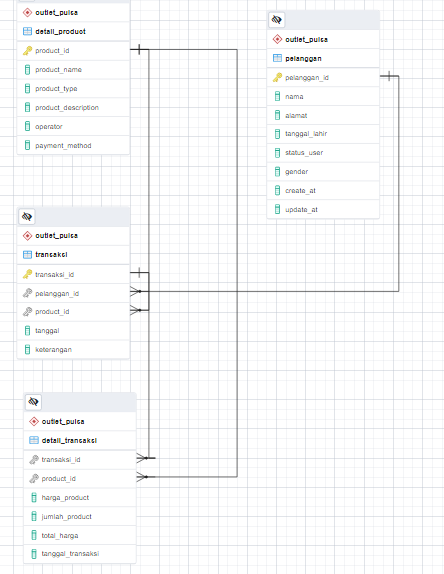 outlet_pulsa
detail_product
product_id
product_name
product_type
product_description
operator
payment_method
outlet_pulsa
pelanggan
pelanggan_id
nama
alamat
tanggal_lahir
status_user
gender
create_at
update_at
outlet_pulsa
transaksi
transaksi_id
pelanggan_id
product_id
tanggal
keterangan
outlet_pulsa
detail_transaksi
transaksi_id
product_id
harga_product
jumlah_product
total_harga
tanggal_transaksi